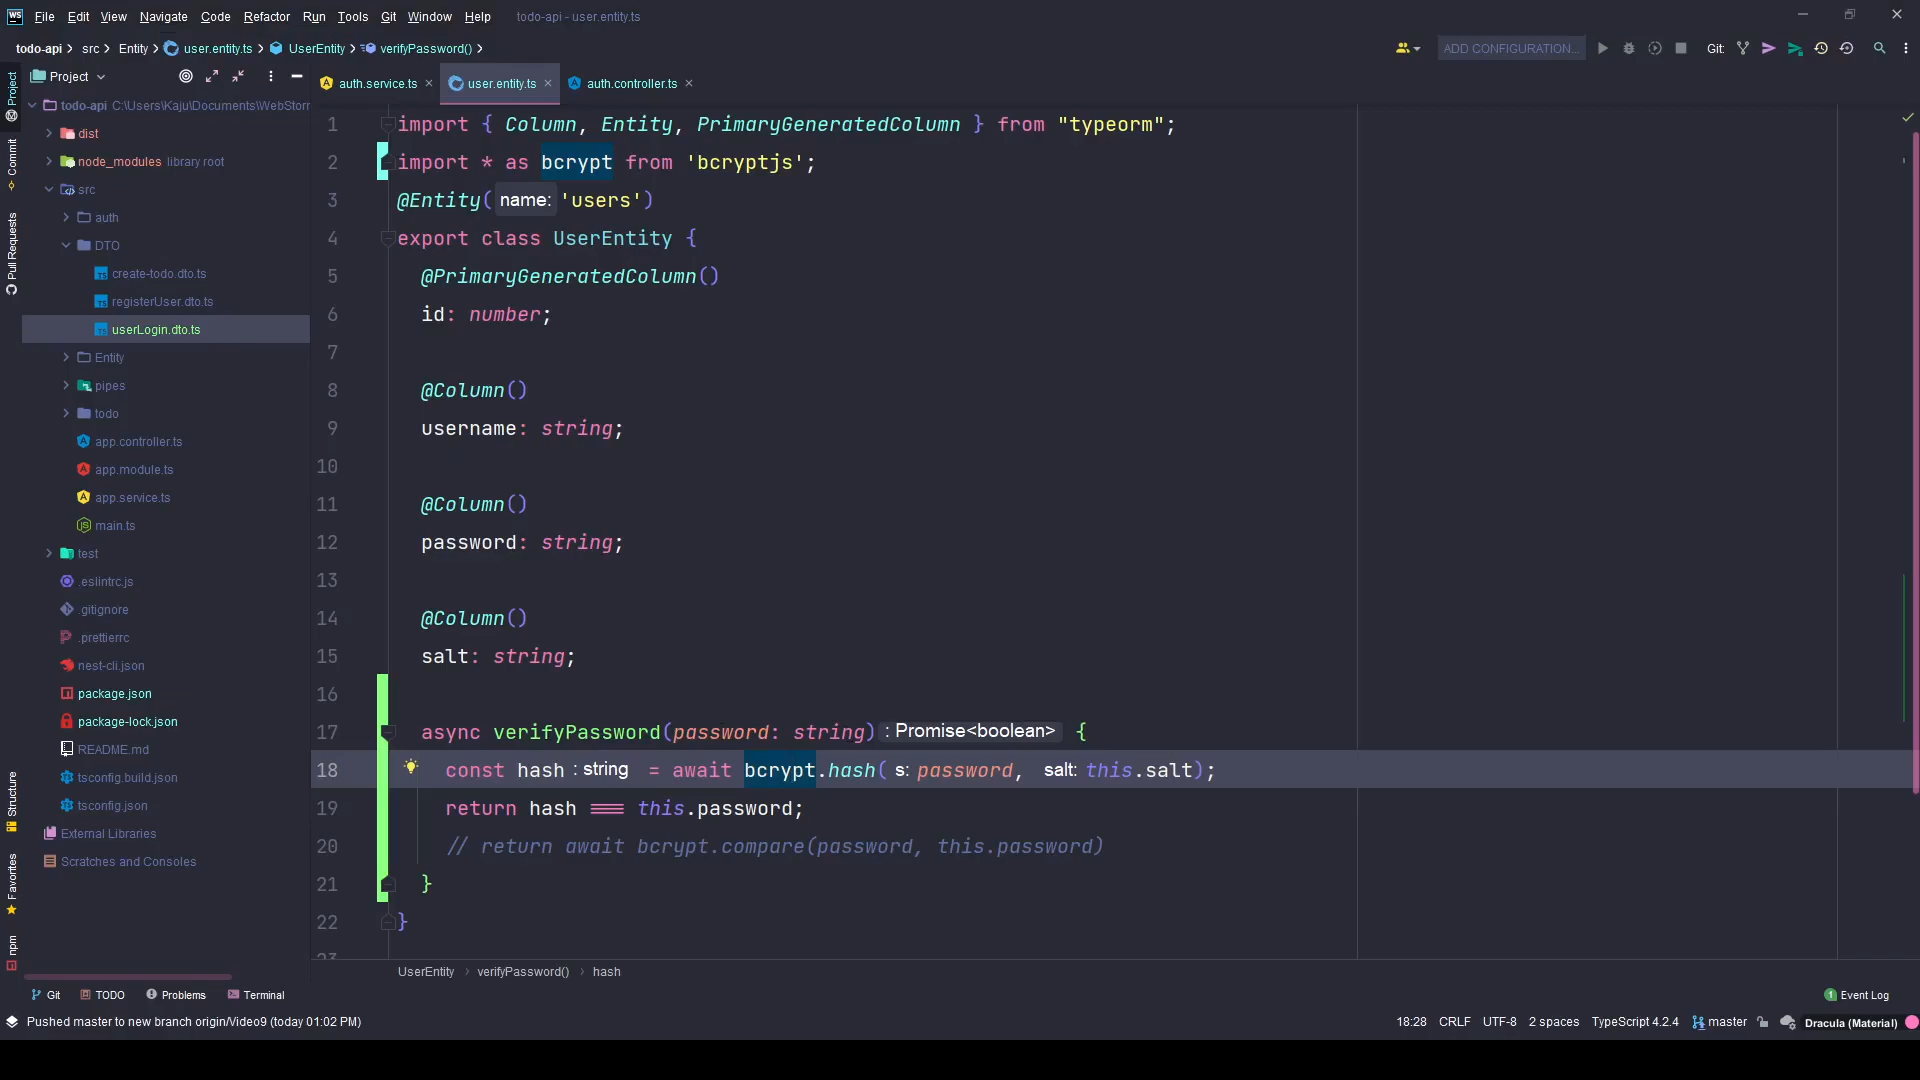 WS File Edit View Navigate Code Refactor Run Tools Git Window Help todo-api - user.entity.ts
todo-api src Entity user.entity.ts UserEntity verifyPassword() ADD CONFIGURATION... Git:
Project
auth.service.ts user.entity.ts auth.controller.ts
todo-api C:\Users\Kaju\Documents\WebStorr
dist
node_modules library root
src
auth
DTO
create-todo.dto.ts
registerUser.dto.ts
userLogin.dto.ts
Entity
pipes
todo
app.controller.ts
app.module.ts
app.service.ts
main.ts
test
.eslintrc.js
.gitignore
.prettierrc
nest-cli.json
package.json
package-lock.json
README.md
tsconfig.build.json
tsconfig.json
External Libraries
Scratches and Consoles
Project
Commit
Pull Requests
Structure
Favorites
npm
1 import { Column, Entity, PrimaryGeneratedColumn } from "typeorm";
2 import * as bcrypt from 'bcryptjs';
3 @Entity( name: 'users')
4 export class UserEntity {
5 @PrimaryGeneratedColumn()
6 id: number;
7
8 @Column()
9 username: string;
10
11 @Column()
12 password: string;
13
14 @Column()
15 salt: string;
16
17 async verifyPassword(password: string) : Promise<boolean> {
18 const hash : string = await bcrypt.hash( s: password, salt: this.salt);
19 return hash === this.password;
20 // return await bcrypt.compare(password, this.password)
21 }
22 }
23
UserEntity verifyPassword() hash
Git TODO Problems Terminal 1 Event Log
Pushed master to new branch origin/Video9 (today 01:02 PM) 18:28 CRLF UTF-8 2 spaces TypeScript 4.2.4 master Dracula (Material)